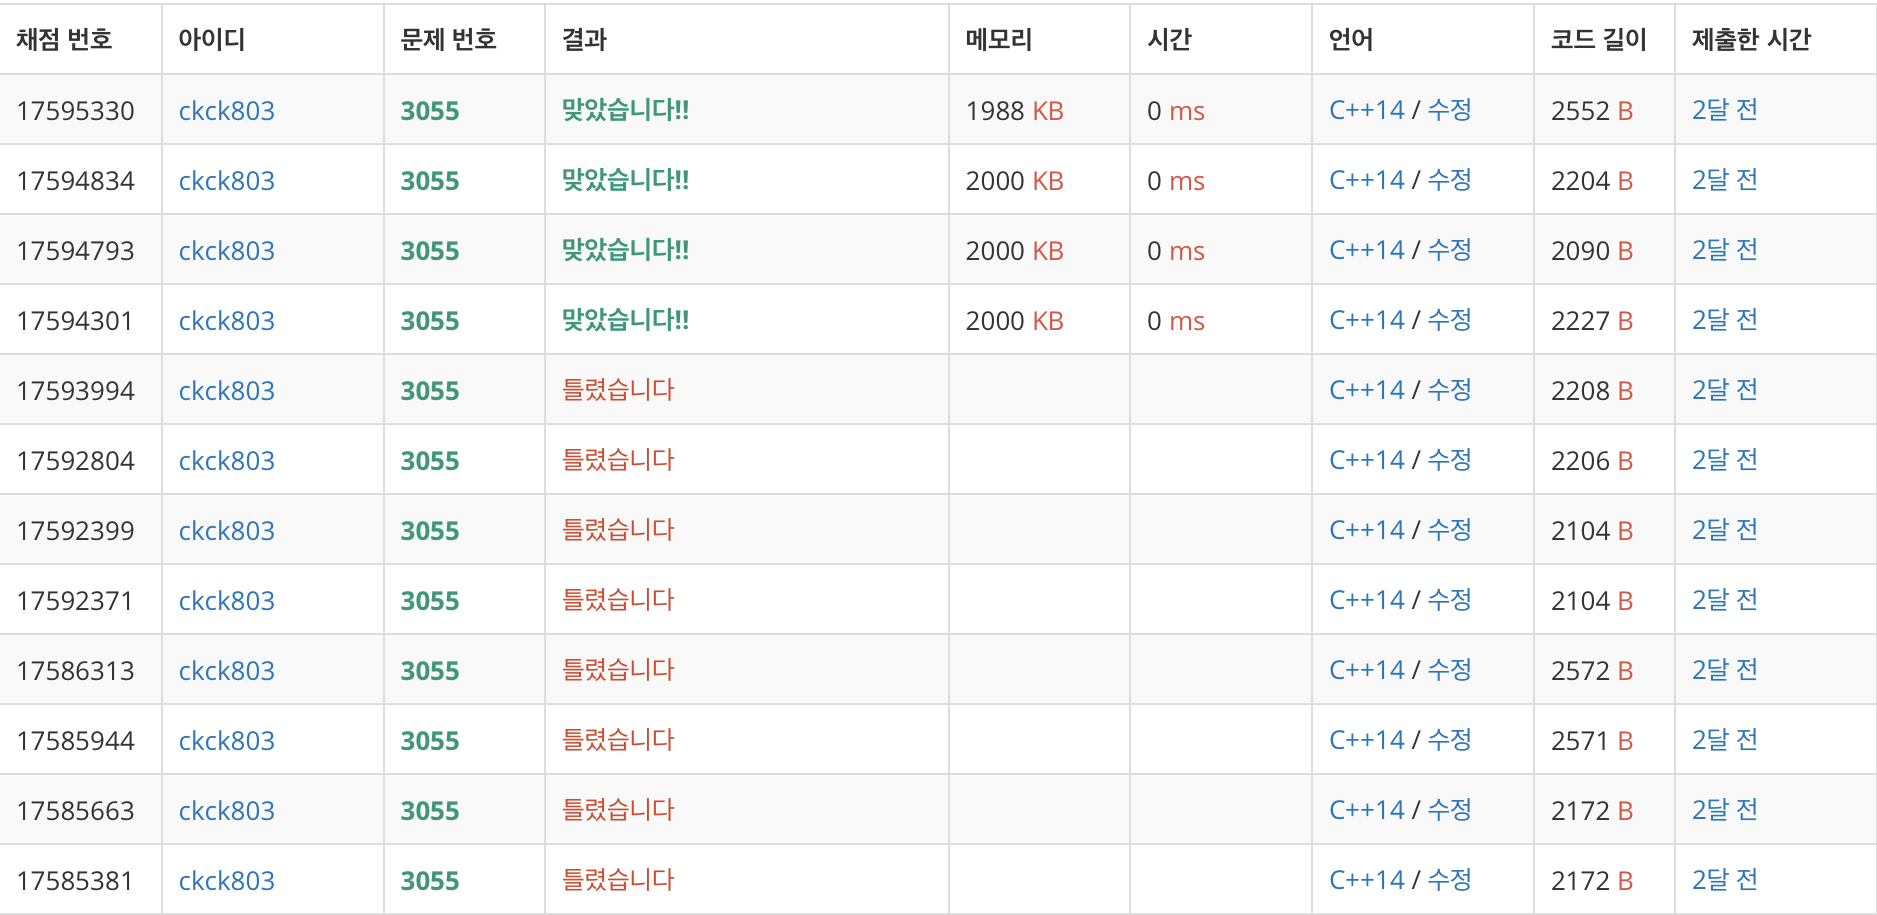 채점 번호 아이디 문제 번호 결과 메모리 시간 언어 코드 길이 제출한 시간
17595330 ckck803 3055 맞았습니다!! 1988 KB 0 ms C++14 / 수정 2552 B 2달 전
17594834 ckck803 3055 맞았습니다!! 2000 KB 0 ms C++14 / 수정 2204 B 2달 전
17594793 ckck803 3055 맞았습니다!! 2000 KB 0 ms C++14 / 수정 2090 B 2달 전
17594301 ckck803 3055 맞았습니다!! 2000 KB 0 ms C++14 / 수정 2227 B 2달 전
17593994 ckck803 3055 틀렸습니다 C++14 / 수정 2208 B 2달 전
17592804 ckck803 3055 틀렸습니다 C++14 / 수정 2206 B 2달 전
17592399 ckck803 3055 틀렸습니다 C++14 / 수정 2104 B 2달 전
17592371 ckck803 3055 틀렸습니다 C++14 / 수정 2104 B 2달 전
17586313 ckck803 3055 틀렸습니다 C++14 / 수정 2572 B 2달 전
17585944 ckck803 3055 틀렸습니다 C++14 / 수정 2571 B 2달 전
17585663 ckck803 3055 틀렸습니다 C++14 / 수정 2172 B 2달 전
17585381 ckck803 3055 틀렸습니다 C++14 / 수정 2172 B 2달 전